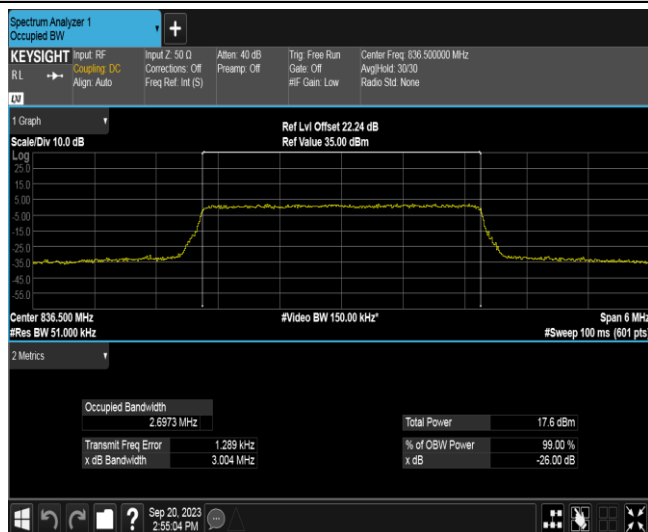 Spectrum Analyzer 1
Occupied BW
+
KEYSIGHT
RL
LXI
Input: RF
Coupling: DC
Align: Auto
Input Z: 50 Ω
Corrections: Off
Freq Ref: Int (S)
Atten: 40 dB
Preamp: Off
Trig: Free Run
Gate: Off
#IF Gain: Low
Center Freq: 836.500000 MHz
Avg|Hold: 30/30
Radio Std: None
1 Graph
Scale/Div 10.0 dB
Ref Lvl Offset 22.24 dB
Ref Value 35.00 dBm
Log
25.0
15.0
5.00
-5.00
-15.0
-25.0
-35.0
-45.0
-55.0
Center 836.500 MHz
#Res BW 51.000 kHz
#Video BW 150.00 kHz*
Span 6 MHz
#Sweep 100 ms (601 pts)
2 Metrics
Occupied Bandwidth
2.6973 MHz
Transmit Freq Error 1.289 kHz
x dB Bandwidth 3.004 MHz
Total Power 17.6 dBm
% of OBW Power 99.00 %
x dB -26.00 dB
?
Sep 20, 2023
2:55:04 PM